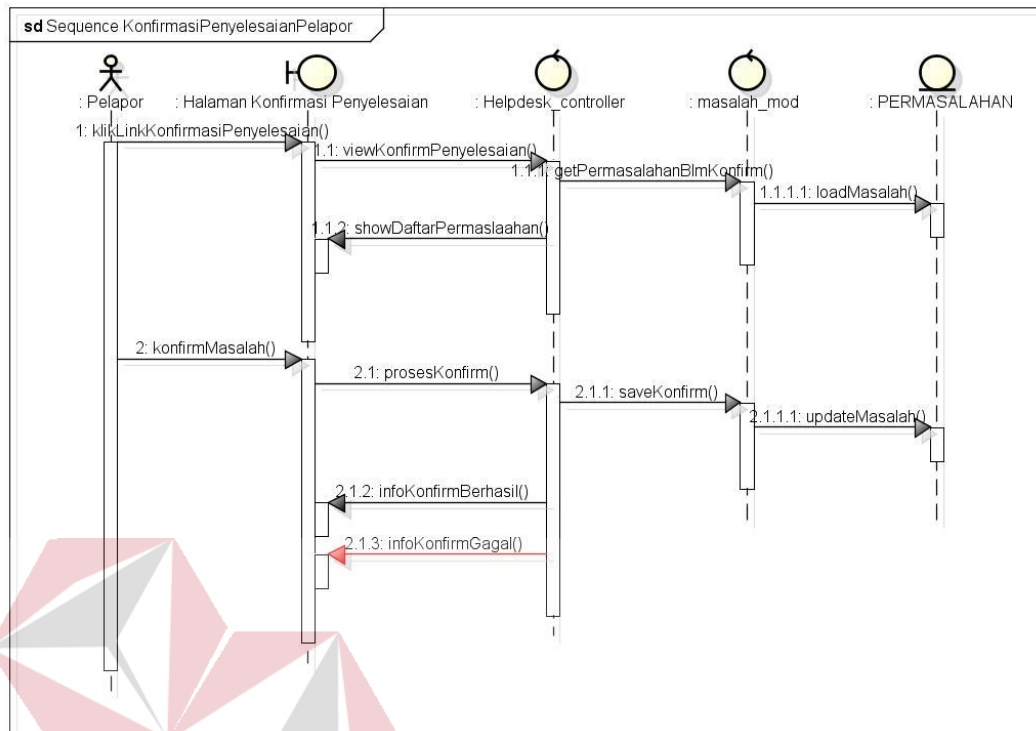 sd Sequence KonfirmasiPenyelesaianPelapor
: Pelapor
: Halaman Konfirmasi Penyelesaian
: Helpdesk_controller
: masalah_mod
: PERMASALAHAN
1: klikLinkKonfirmasiPenyelesaian()
1.1: viewKonfirmPenyelesaian()
1.1.1: getPermasalahanBlmKonfirm()
1.1.1.1: loadMasalah()
1.1.2: showDaftarPermaslaahan()
2: konfirmMasalah()
2.1: prosesKonfirm()
2.1.1: saveKonfirm()
2.1.1.1: updateMasalah()
2.1.2: infoKonfirmBerhasil()
2.1.3: infoKonfirmGagal()